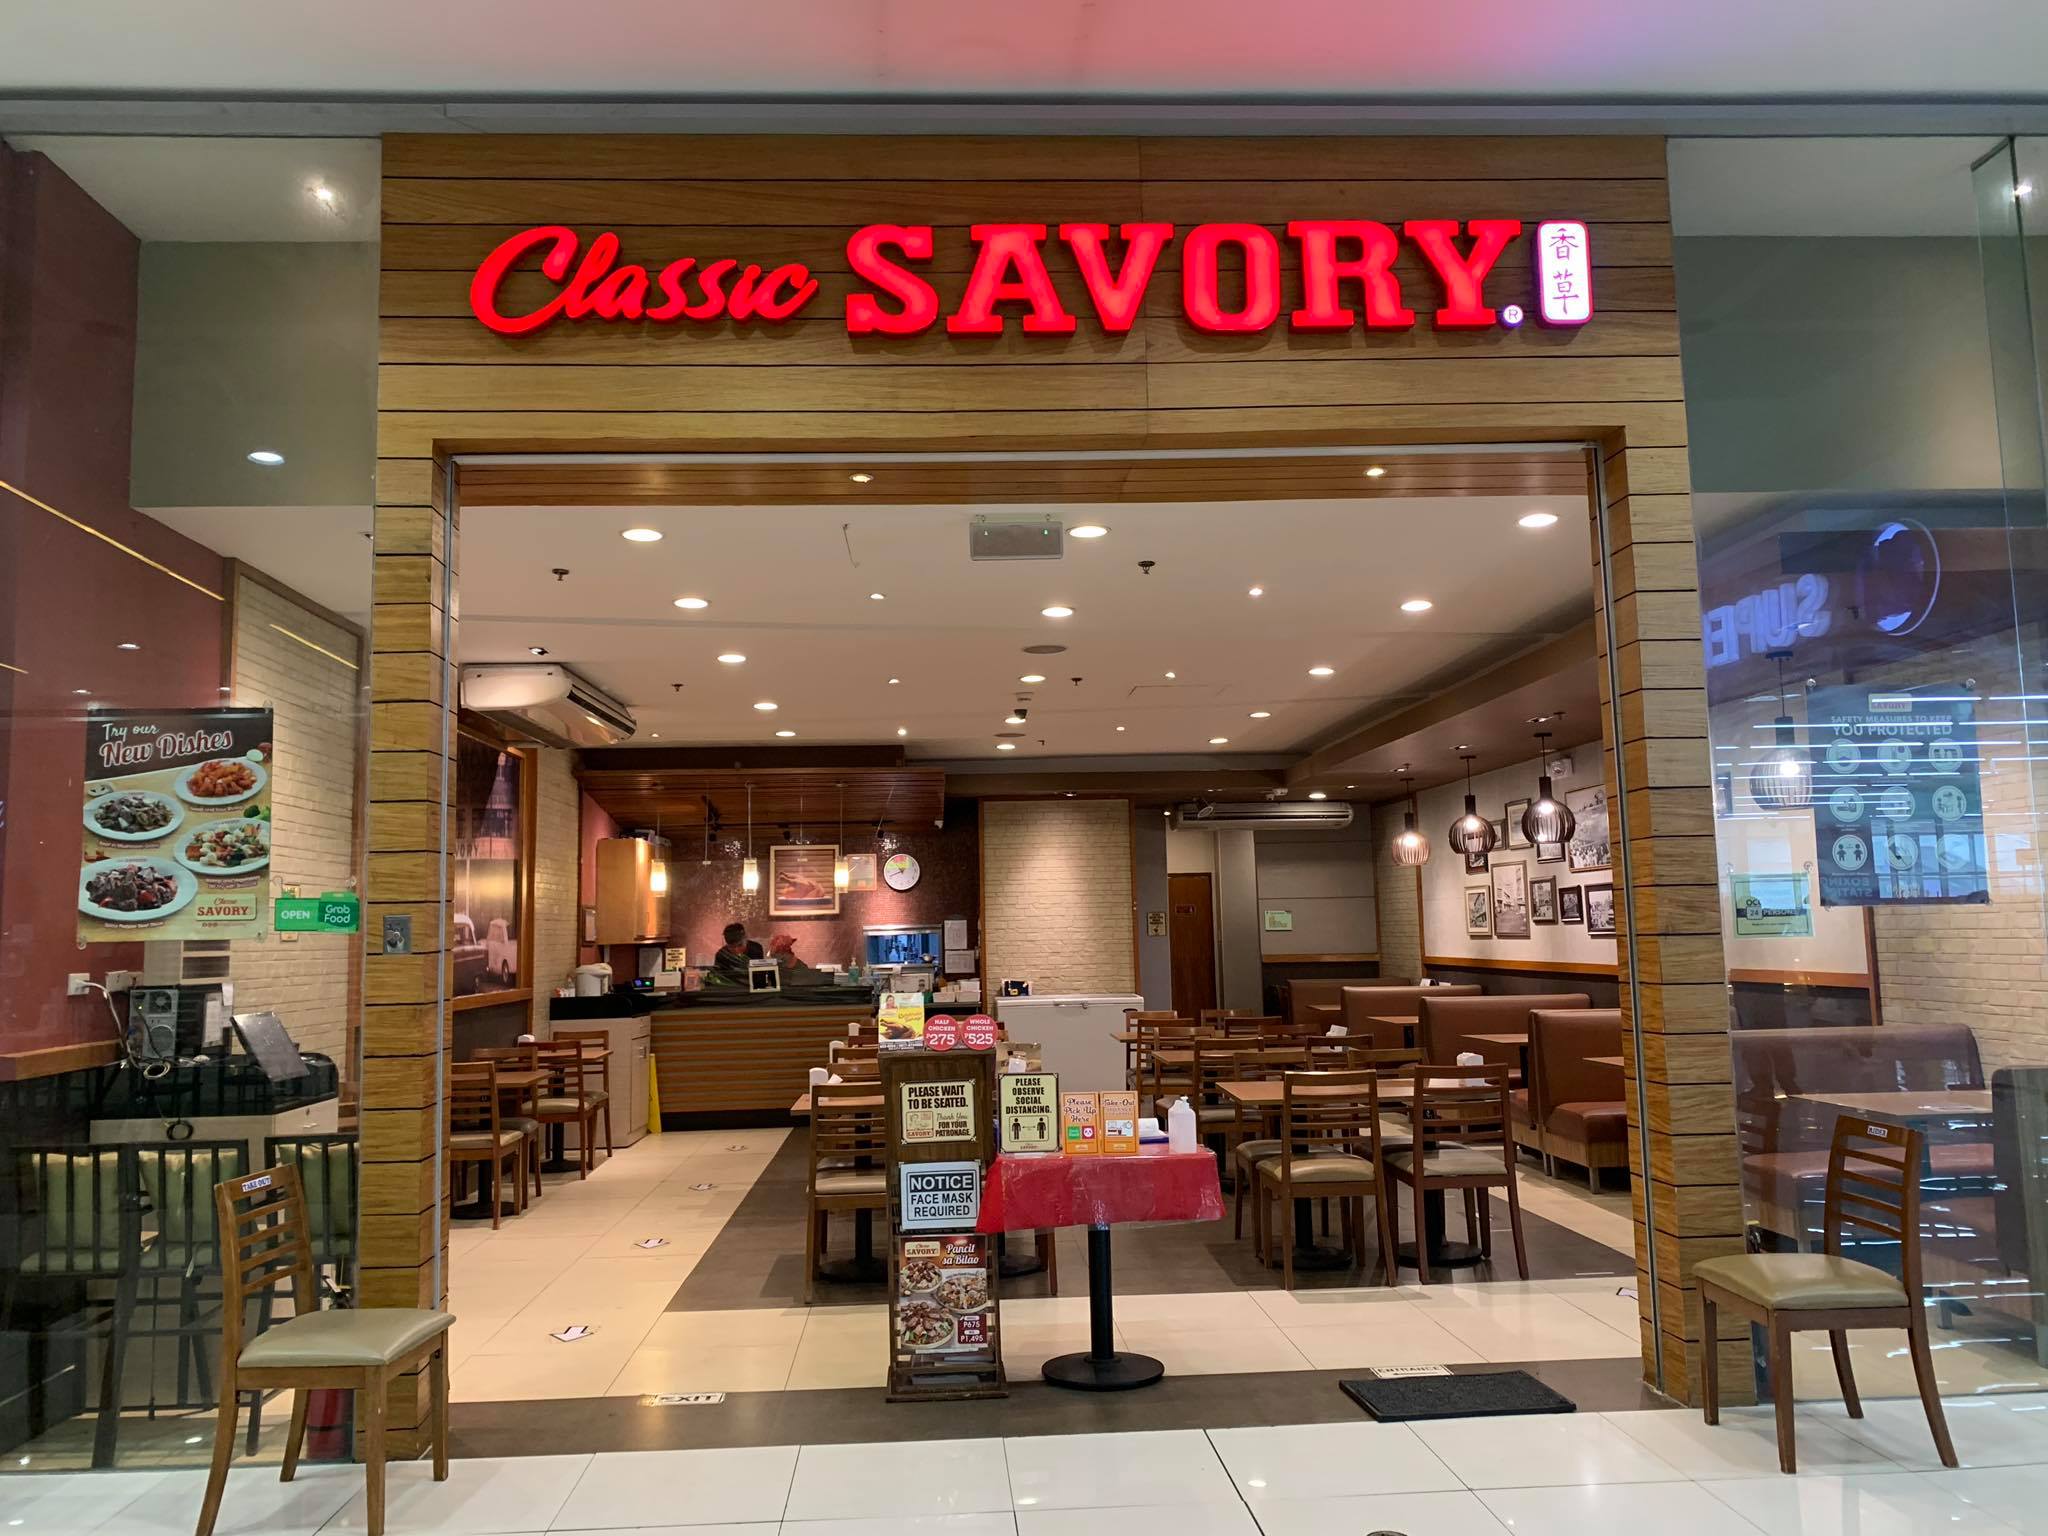 Classic SAVORY ®
香草
Try our
New Dishes
Classic
SAVORY
OPEN
Grab
Food
SAVORY
SAFETY MEASURES TO KEEP
YOU PROTECTED
24 PERSONS
HALF
CHICKEN
₱275
WHOLE
CHICKEN
₱525
PLEASE WAIT
TO BE SEATED.
SAVORY
Thank You
FOR YOUR
PATRONAGE
PLEASE
OBSERVE
SOCIAL
DISTANCING.
Please
Pick Up
Here
Take-Out
NOTICE
FACE MASK
REQUIRED
Classic
SAVORY
Pancit
sa Bilao
P675
P1,495
TAKE OUT
EXIT
ENTRANCE